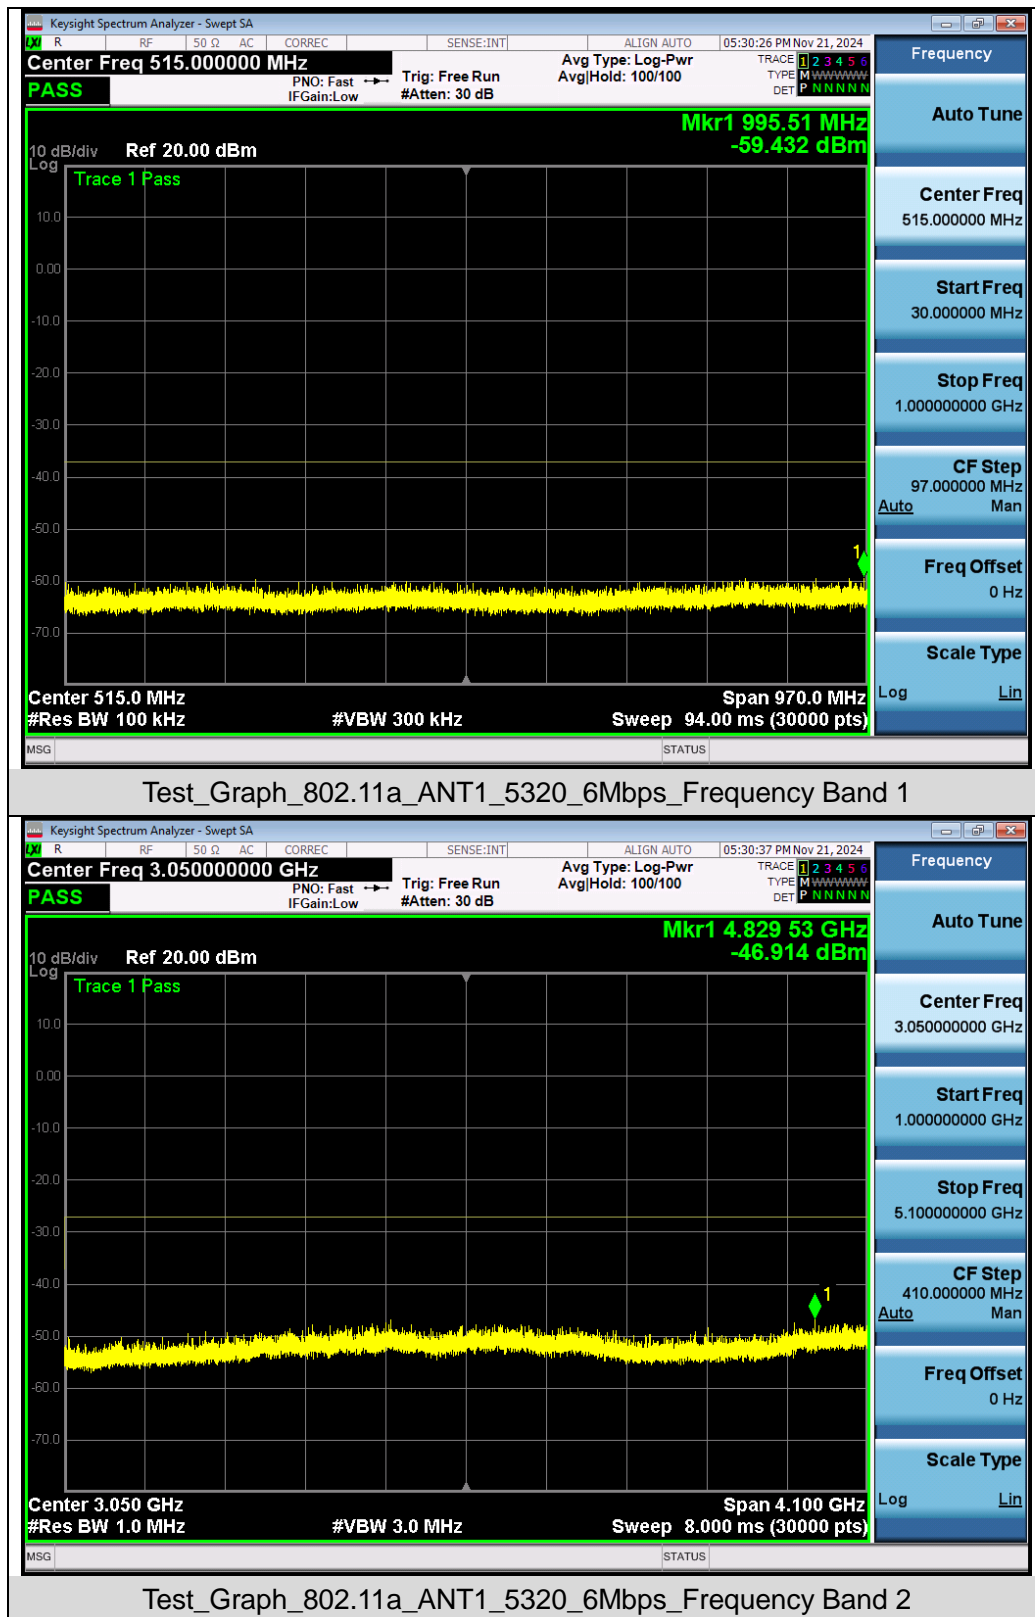 Keysight Spectrum Analyzer - Swept SA
LXI R RF 50 Ω AC CORREC SENSE:INT ALIGN AUTO 05:30:26 PM Nov 21, 2024
Center Freq 515.000000 MHz
PASS
PNO: Fast
IFGain:Low
Trig: Free Run
#Atten: 30 dB
Avg Type: Log-Pwr
Avg|Hold: 100/100
TRACE 1 2 3 4 5 6
TYPE M WWWWW
DET P N N N N N
Mkr1 995.51 MHz
-59.432 dBm
10 dB/div Ref 20.00 dBm
Log
Trace 1 Pass
10.0
0.00
-10.0
-20.0
-30.0
-40.0
-50.0
-60.0
-70.0
1
Center 515.0 MHz Span 970.0 MHz
#Res BW 100 kHz #VBW 300 kHz Sweep 94.00 ms (30000 pts)
MSG STATUS
Frequency
Auto Tune
Center Freq
515.000000 MHz
Start Freq
30.000000 MHz
Stop Freq
1.000000000 GHz
CF Step
97.000000 MHz
Auto Man
Freq Offset
0 Hz
Scale Type
Log Lin
Test_Graph_802.11a_ANT1_5320_6Mbps_Frequency Band 1
Keysight Spectrum Analyzer - Swept SA
LXI R RF 50 Ω AC CORREC SENSE:INT ALIGN AUTO 05:30:37 PM Nov 21, 2024
Center Freq 3.050000000 GHz
PASS
PNO: Fast
IFGain:Low
Trig: Free Run
#Atten: 30 dB
Avg Type: Log-Pwr
Avg|Hold: 100/100
TRACE 1 2 3 4 5 6
TYPE M WWWWW
DET P N N N N N
Mkr1 4.829 53 GHz
-46.914 dBm
10 dB/div Ref 20.00 dBm
Log
Trace 1 Pass
10.0
0.00
-10.0
-20.0
-30.0
-40.0
-50.0
-60.0
-70.0
1
Center 3.050 GHz Span 4.100 GHz
#Res BW 1.0 MHz #VBW 3.0 MHz Sweep 8.000 ms (30000 pts)
MSG STATUS
Frequency
Auto Tune
Center Freq
3.050000000 GHz
Start Freq
1.000000000 GHz
Stop Freq
5.100000000 GHz
CF Step
410.000000 MHz
Auto Man
Freq Offset
0 Hz
Scale Type
Log Lin
Test_Graph_802.11a_ANT1_5320_6Mbps_Frequency Band 2